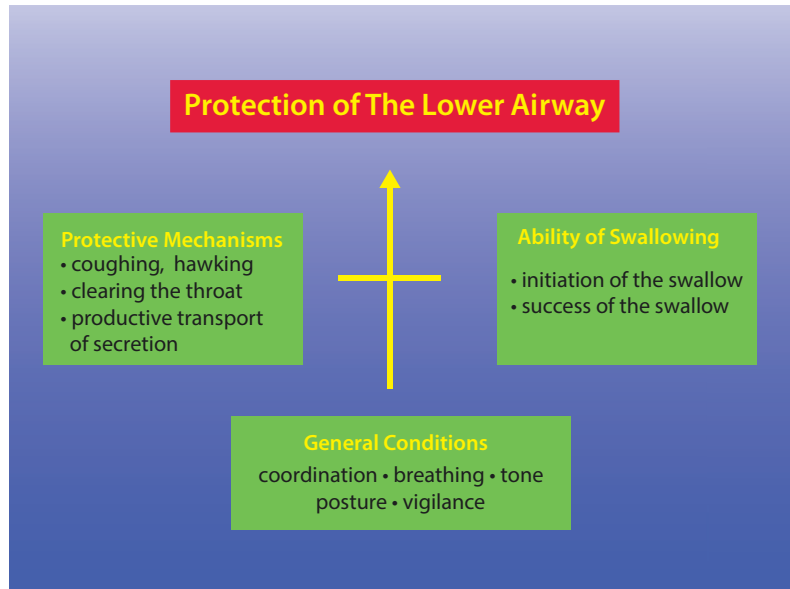 Protection of The Lower Airway
Protective Mechanisms
• coughing, hawking
• clearing the throat
• productive transport
of secretion
Ability of Swallowing
• initiation of the swallow
• success of the swallow
General Conditions
coordination • breathing • tone
posture • vigilance